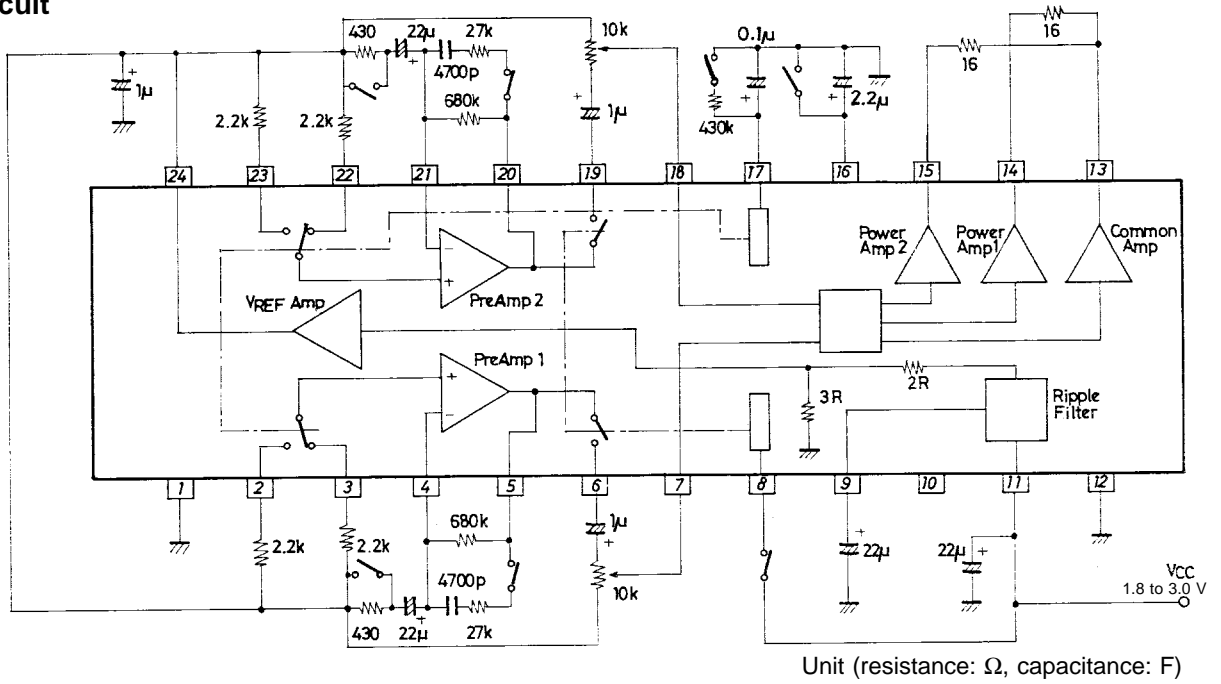 cuit
430
22μ
+
27k
4700p
680k
10k
+
1μ
+
1μ
2.2k
2.2k
0.1μ
+
430k
+
2.2μ
16
16
24
23
22
21
20
19
18
17
16
15
14
13
VREF Amp
−
+
PreAmp 2
PreAmp 1
+
−
Power Amp 2
Power Amp 1
Common Amp
3R
2R
Ripple Filter
1
2
3
4
5
6
7
8
9
10
11
12
2.2k
2.2k
430
22μ
+
680k
4700p
27k
1μ
+
10k
+
22μ
22μ
+
VCC
1.8 to 3.0 V
Unit (resistance: Ω, capacitance: F)